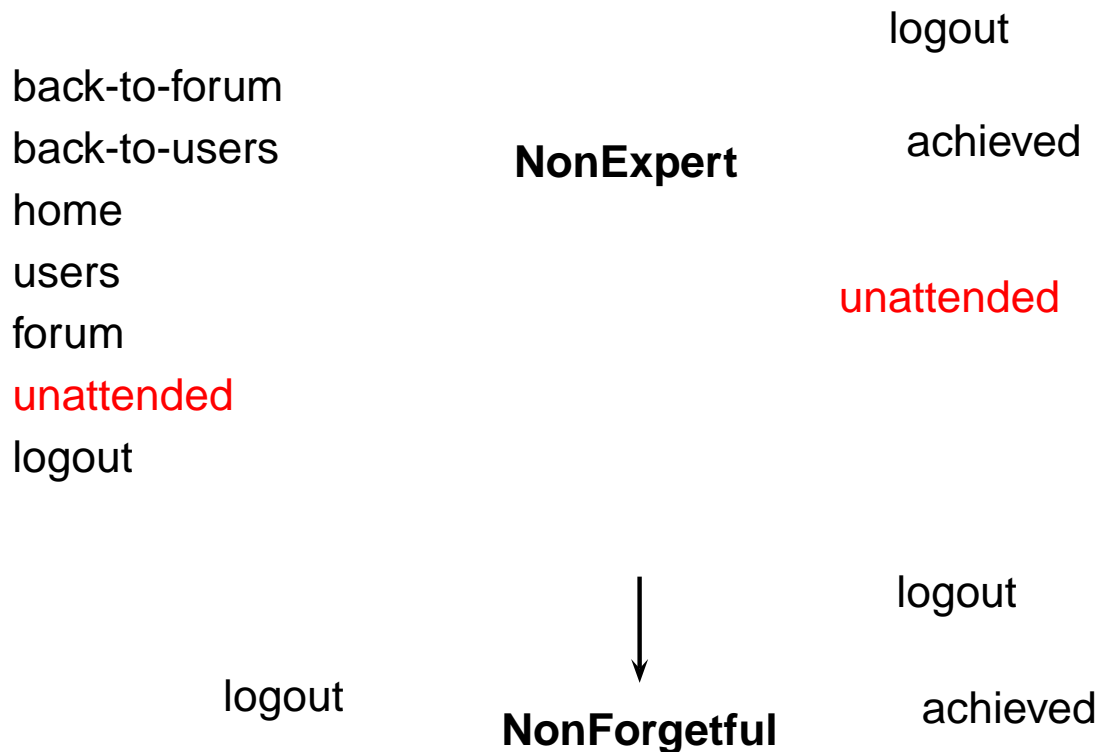 logout
back-to-forum
achieved
back-to-users
NonExpert
home
users
unattended
forum
unattended
logout
logout
logout
achieved
NonForgetful